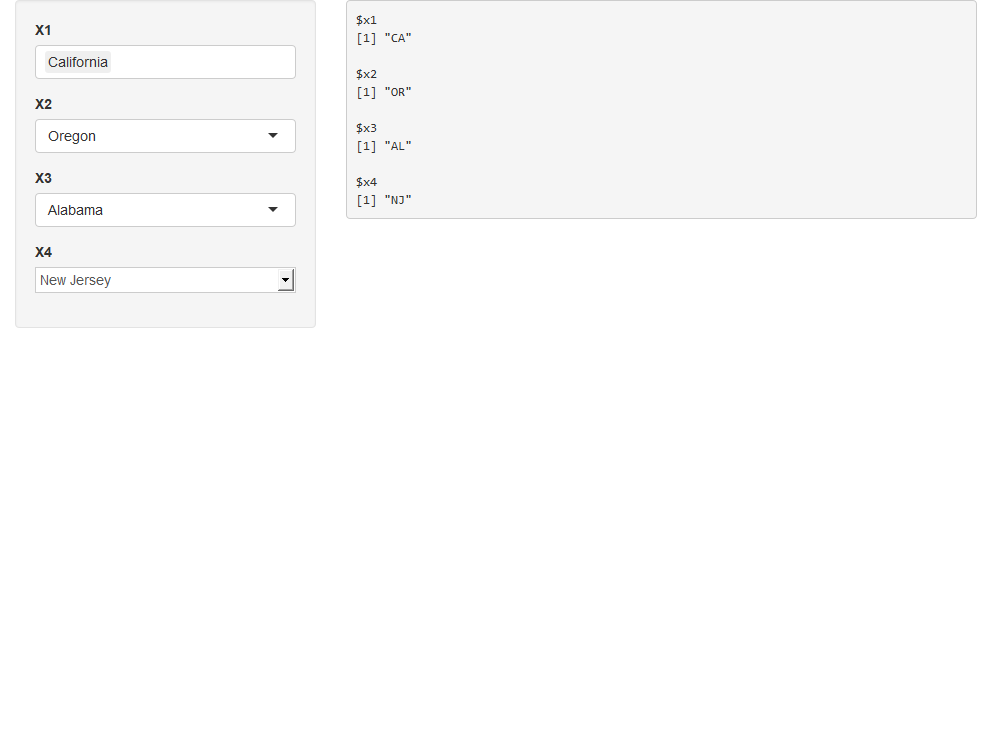 X1
California
X2
Oregon
X3
Alabama
X4
New Jersey
$x1
[1] "CA"
$x2
[1] "OR"
$x3
[1] "AL"
$x4
[1] "NJ"